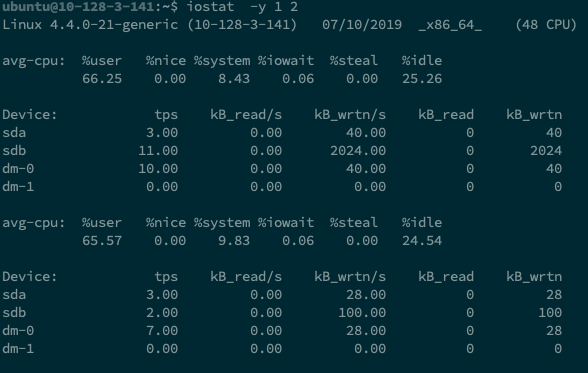 ubuntu@10-128-3-141:~$ iostat  -y 1 2
Linux 4.4.0-21-generic (10-128-3-141)   07/10/2019  _x86_64_    (48 CPU)
avg-cpu:  %user   %nice %system %iowait  %steal   %idle
          66.25    0.00    8.43    0.06    0.00   25.26
Device:            tps    kB_read/s    kB_wrtn/s    kB_read    kB_wrtn
sda               3.00         0.00        40.00          0         40
sdb              11.00         0.00      2024.00          0       2024
dm-0             10.00         0.00        40.00          0         40
dm-1              0.00         0.00         0.00          0          0
avg-cpu:  %user   %nice %system %iowait  %steal   %idle
          65.57    0.00    9.83    0.06    0.00   24.54
Device:            tps    kB_read/s    kB_wrtn/s    kB_read    kB_wrtn
sda               3.00         0.00        28.00          0         28
sdb               2.00         0.00       100.00          0        100
dm-0              7.00         0.00        28.00          0         28
dm-1              0.00         0.00         0.00          0          0